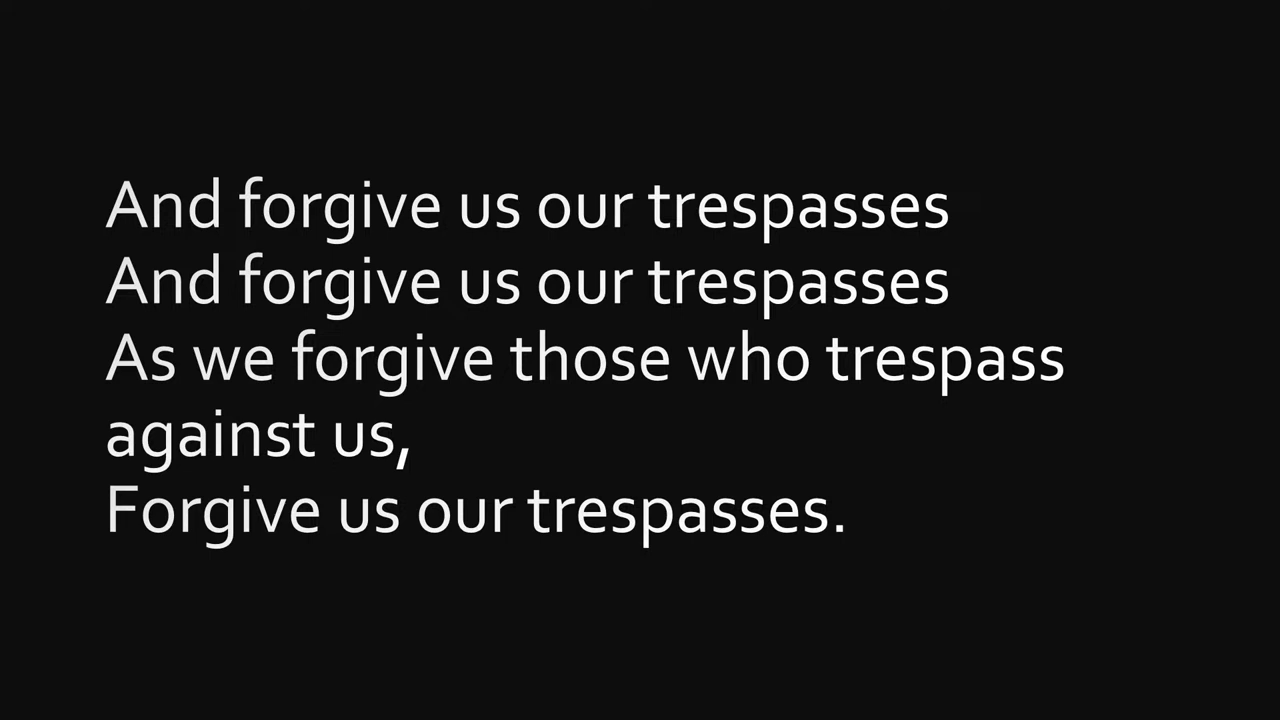 And forgive us our trespasses
And forgive us our trespasses
As we forgive those who trespass
against us,
Forgive us our trespasses.